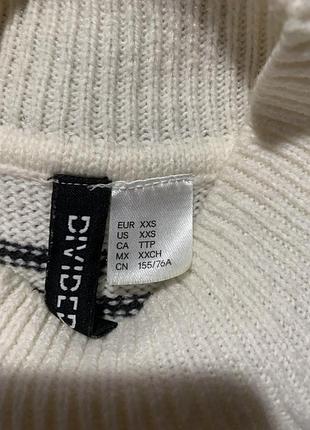 DIVIDED
EUR XXS
US XXS
CA TTP
MX XXCH
CN 155/76A